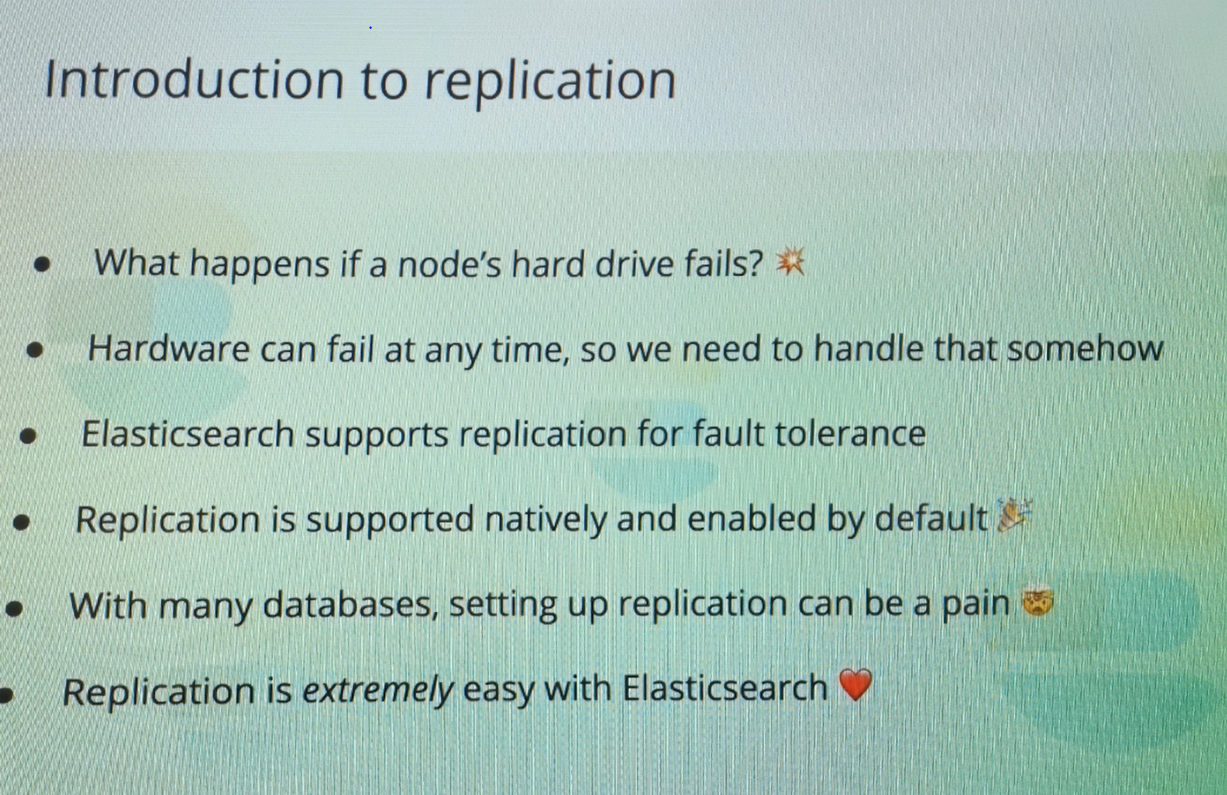 Introduction to replication
• What happens if a node's hard drive fails? 💥
• Hardware can fail at any time, so we need to handle that somehow
• Elasticsearch supports replication for fault tolerance
• Replication is supported natively and enabled by default 🎉
• With many databases, setting up replication can be a pain 🤯
• Replication is extremely easy with Elasticsearch ❤️